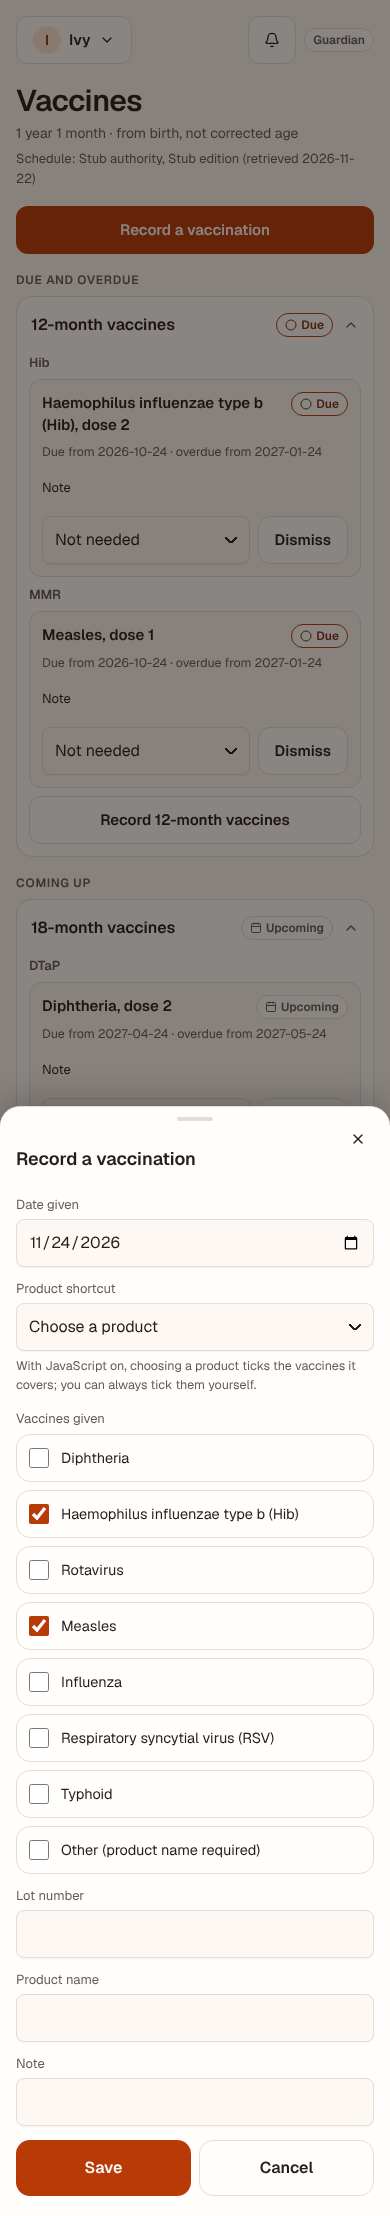 I Ivy Guardian
Vaccines
1 year 1 month · from birth, not corrected age
Schedule: Stub authority, Stub edition (retrieved 2026-11-
22)
Record a vaccination
DUE AND OVERDUE
12-month vaccines Due
Hib
Haemophilus influenzae type b Due
(Hib), dose 2
Due from 2026-10-24 · overdue from 2027-01-24
Note
Not needed Dismiss
MMR
Measles, dose 1 Due
Due from 2026-10-24 · overdue from 2027-01-24
Note
Not needed Dismiss
Record 12-month vaccines
COMING UP
18-month vaccines Upcoming
DTaP
Diphtheria, dose 2 Upcoming
Due from 2027-04-24 · overdue from 2027-05-24
Note
Record a vaccination
Date given
11/24/2026
Product shortcut
Choose a product
With JavaScript on, choosing a product ticks the vaccines it
covers; you can always tick them yourself.
Vaccines given
Diphtheria
Haemophilus influenzae type b (Hib)
Rotavirus
Measles
Influenza
Respiratory syncytial virus (RSV)
Typhoid
Other (product name required)
Lot number
Product name
Note
Save Cancel